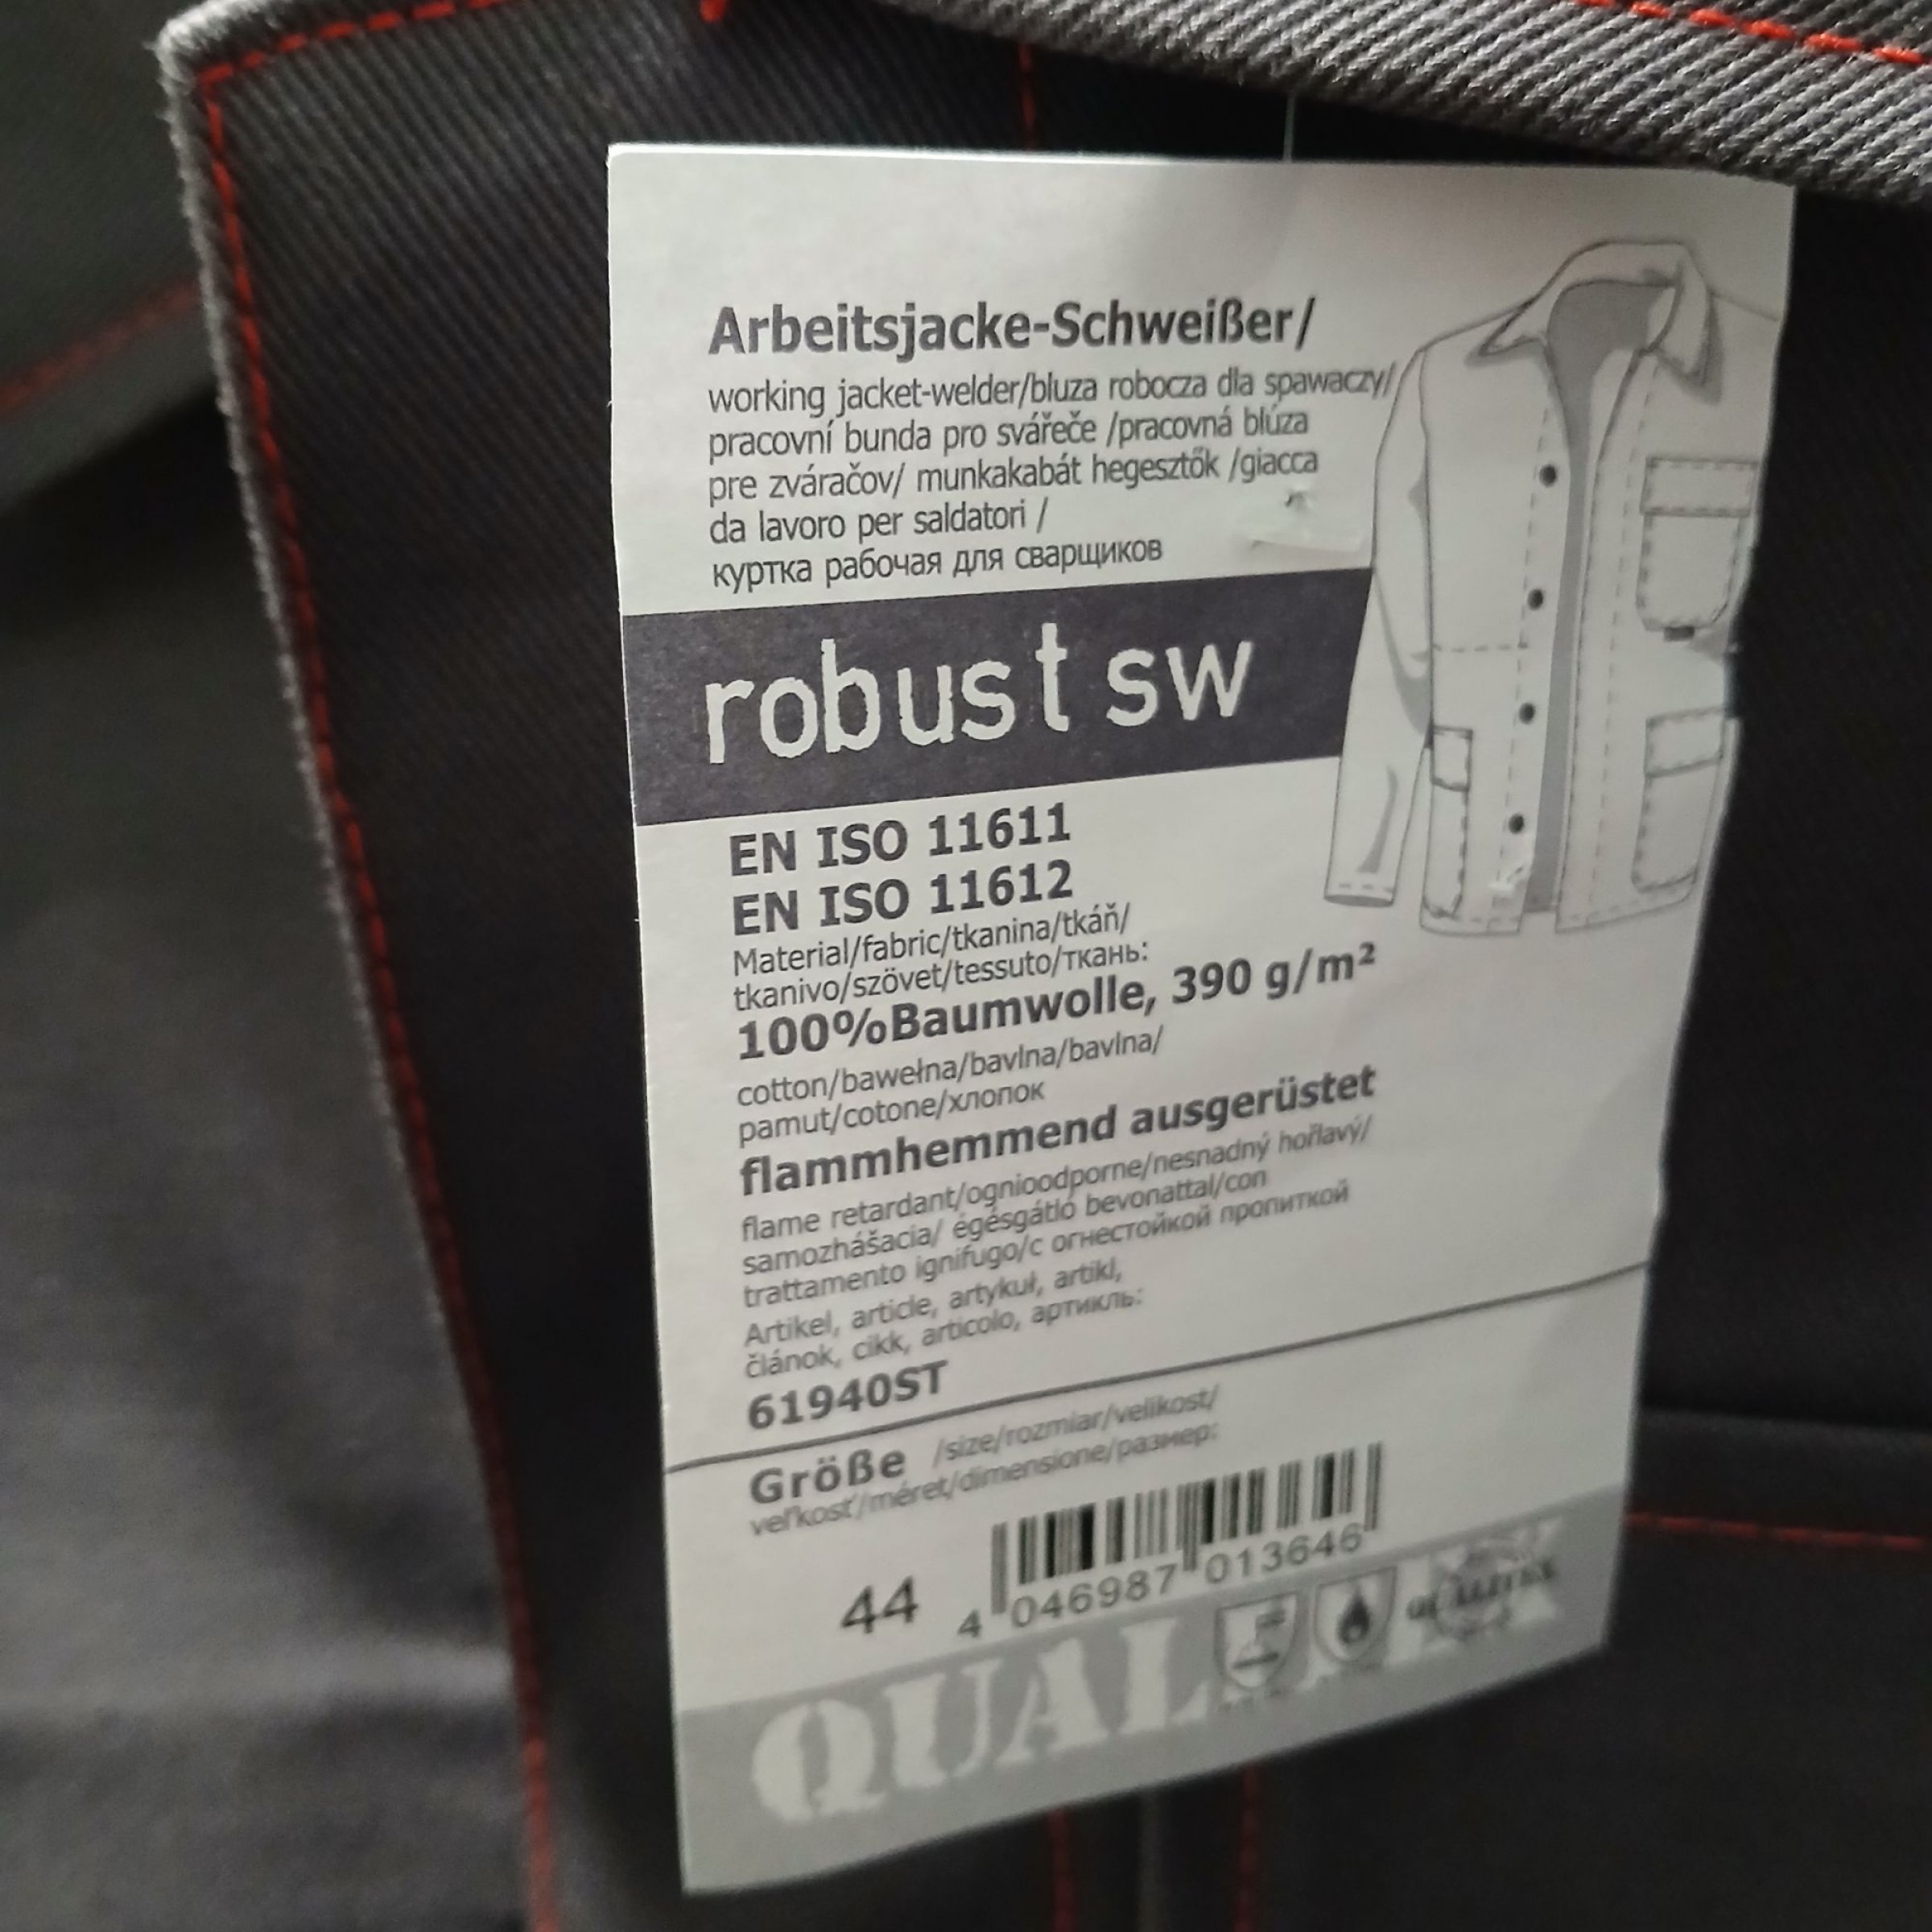 Arbeitsjacke-Schweißer/
working jacket-welder/bluza robocza dla spawaczy/
pracovní bunda pro svářeče /pracovná blúza
pre zváračov/ munkakabát hegesztők /giacca
da lavoro per saldatori /
куртка рабочая для сварщиков
robust sw
EN ISO 11611
EN ISO 11612
Material/fabric/tkanina/tkáň/
tkanivo/szövet/tessuto/ткань:
100%Baumwolle, 390 g/m²
cotton/bawełna/bavlna/bavlna/
pamut/cotone/хлопок
flammhemmend ausgerüstet
flame retardant/ognioodporne/nesnadný hořlavý/
samozhášacia/ égésgátló bevonattal/con
trattamento ignifugo/с огнестойкой пропиткой
Artikel, article, artykuł, artikl,
článok, cikk, articolo, артикль:
61940ST
Größe /size/rozmiar/velikost/
veľkosť/méret/dimensione/размер:
44
4 046987 013646
QUAL